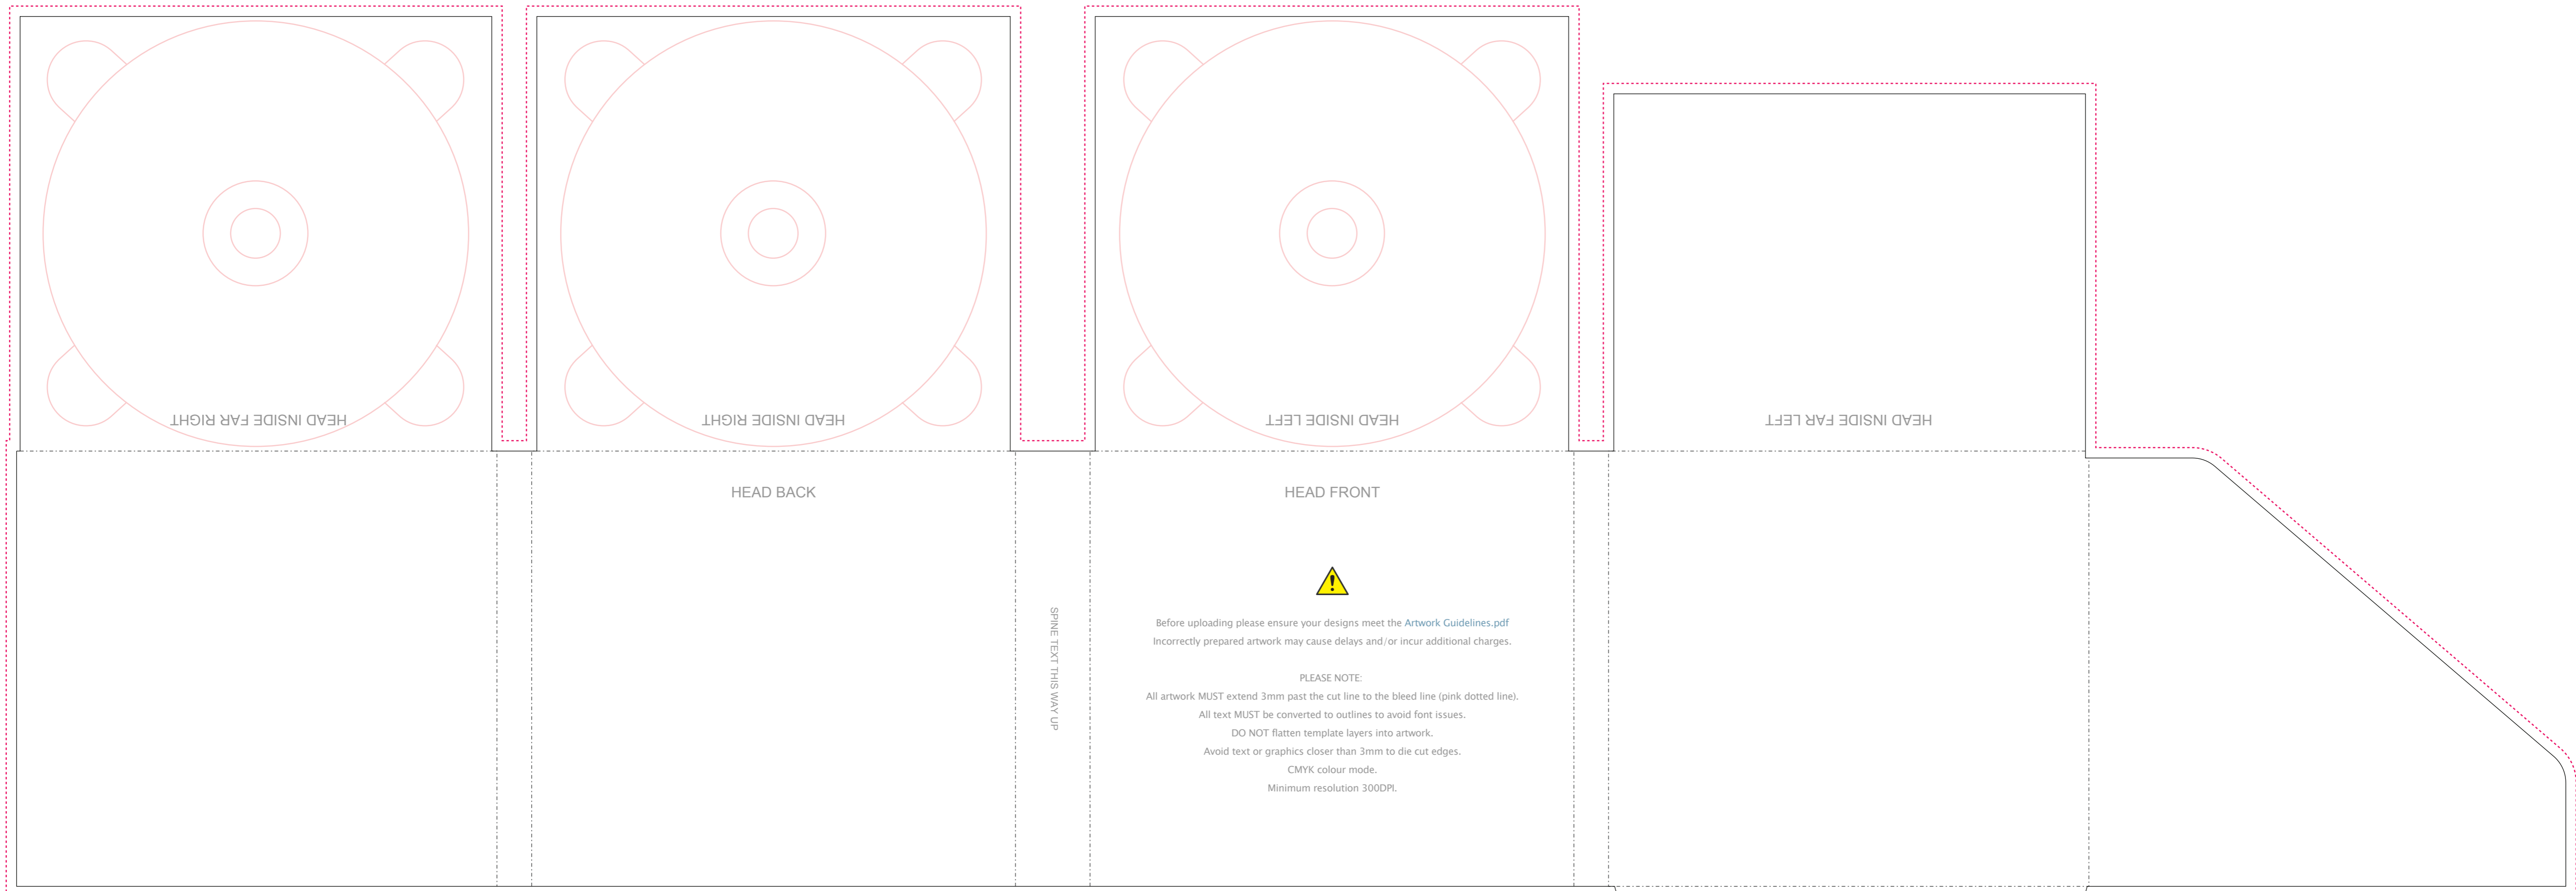 HEAD INSIDE FAR RIGHT
HEAD INSIDE RIGHT
HEAD INSIDE LEFT
HEAD INSIDE FAR LEFT
HEAD BACK
SPINE TEXT THIS WAY UP
HEAD FRONT
Before uploading please ensure your designs meet the Artwork Guidelines.pdf
Incorrectly prepared artwork may cause delays and/or incur additional charges.
PLEASE NOTE:
All artwork MUST extend 3mm past the cut line to the bleed line (pink dotted line).
All text MUST be converted to outlines to avoid font issues.
DO NOT flatten template layers into artwork.
Avoid text or graphics closer than 3mm to die cut edges.
CMYK colour mode.
Minimum resolution 300DPI.